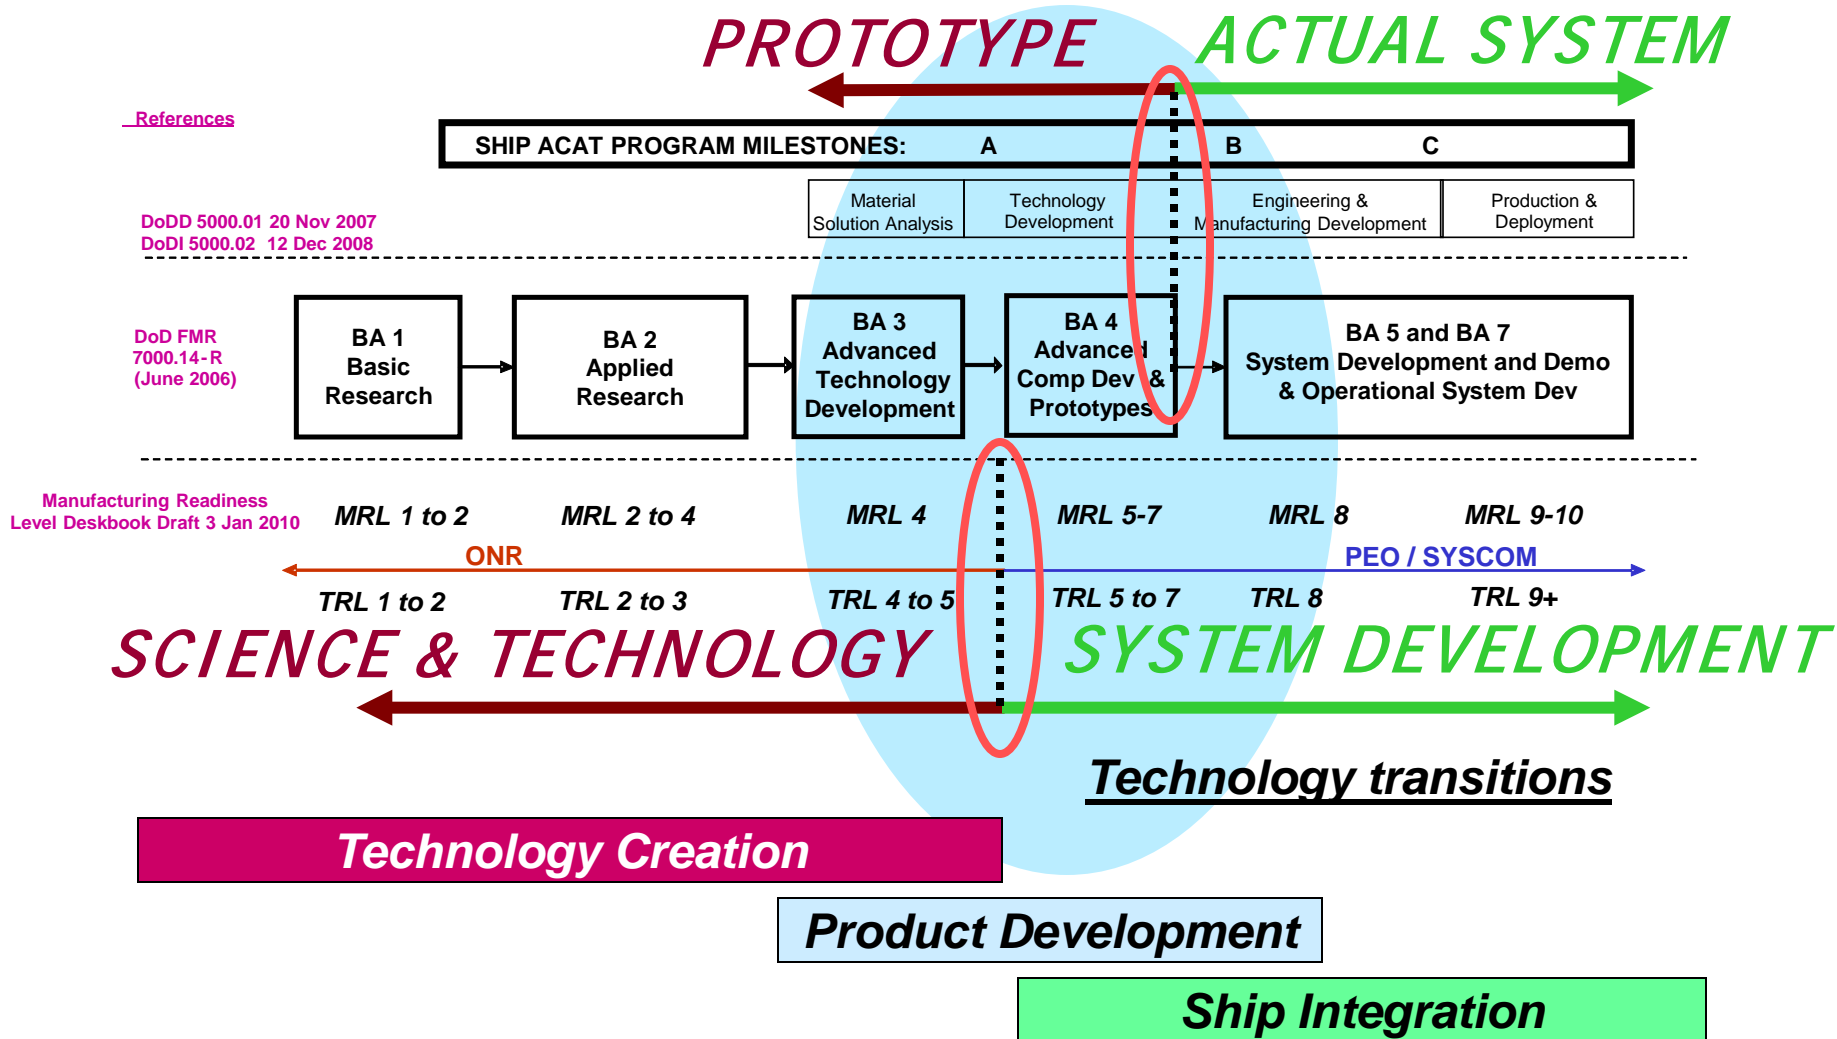 PROTOTYPE
ACTUAL SYSTEM
References
SHIP ACAT PROGRAM MILESTONES: A B C
Material
Solution Analysis
Technology
Development
Engineering &
Manufacturing Development
Production &
Deployment
DoDD 5000.01 20 Nov 2007
DoDI 5000.02 12 Dec 2008
DoD FMR
7000.14-R
(June 2006)
BA 1
Basic
Research
BA 2
Applied
Research
BA 3
Advanced
Technology
Development
BA 4
Advanced
Comp Dev &
Prototypes
BA 5 and BA 7
System Development and Demo
& Operational System Dev
Manufacturing Readiness
Level Deskbook Draft 3 Jan 2010
MRL 1 to 2
MRL 2 to 4
MRL 4
MRL 5-7
MRL 8
MRL 9-10
ONR
PEO / SYSCOM
TRL 1 to 2
TRL 2 to 3
TRL 4 to 5
TRL 5 to 7
TRL 8
TRL 9+
SCIENCE & TECHNOLOGY
SYSTEM DEVELOPMENT
Technology transitions
Technology Creation
Product Development
Ship Integration